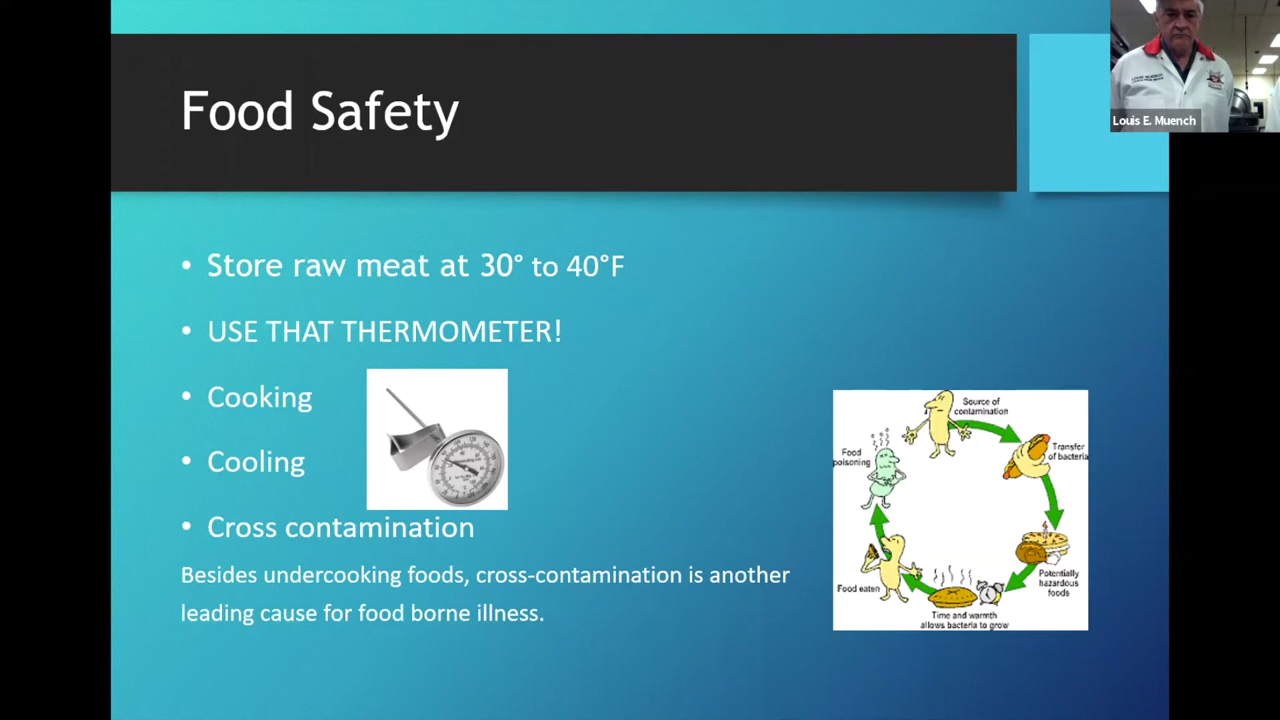 Food Safety
Louis E. Muench
• Store raw meat at 30° to 40°F
• USE THAT THERMOMETER!
• Cooking
• Cooling
• Cross contamination
Besides undercooking foods, cross-contamination is another
leading cause for food borne illness.
Source of
contamination
Transfer
of bacteria
Potentially
hazardous
foods
Time and warmth
allows bacteria to grow
Food eaten
Food
poisoning